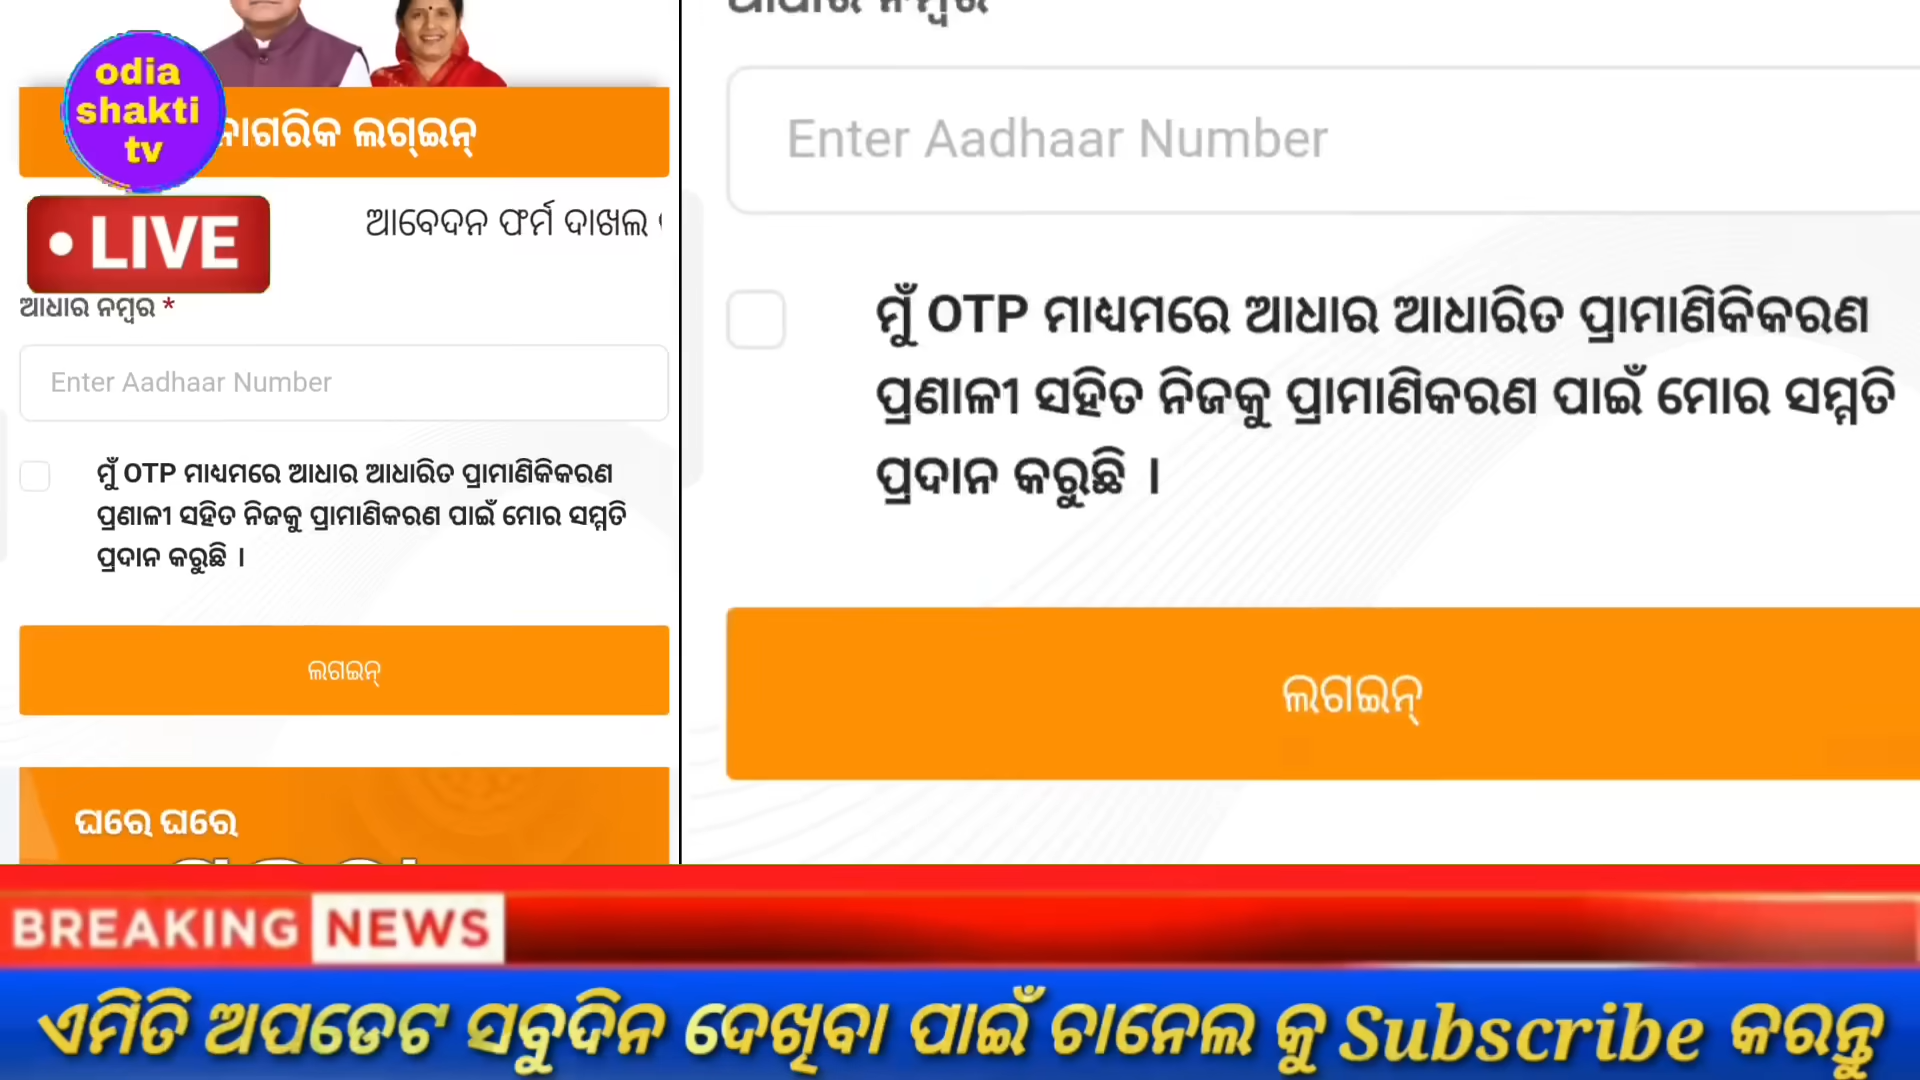 odia
shakti
tv
ନାଗରିକ ଲଗ୍ଇନ୍
LIVE
ଆବେଦନ ଫର୍ମ ଦାଖଲ
ଆଧାର ନମ୍ବର *
Enter Aadhaar Number
ମୁଁ OTP ମାଧ୍ୟମରେ ଆଧାର ଆଧାରିତ ପ୍ରାମାଣିକିକରଣ
ପ୍ରଣାଳୀ ସହିତ ନିଜକୁ ପ୍ରାମାଣିକରଣ ପାଇଁ ମୋର ସମ୍ମତି
ପ୍ରଦାନ କରୁଛି ।
ଲଗଇନ୍
ଘରେ ଘରେ
ଆଧାର ନମ୍ବର
Enter Aadhaar Number
ମୁଁ OTP ମାଧ୍ୟମରେ ଆଧାର ଆଧାରିତ ପ୍ରାମାଣିକିକରଣ
ପ୍ରଣାଳୀ ସହିତ ନିଜକୁ ପ୍ରାମାଣିକରଣ ପାଇଁ ମୋର ସମ୍ମତି
ପ୍ରଦାନ କରୁଛି ।
ଲଗଇନ୍
BREAKING NEWS
ଏମିତି ଅପଡେଟ ସବୁଦିନ ଦେଖିବା ପାଇଁ ଚାନେଲ କୁ Subscribe କରନ୍ତୁ